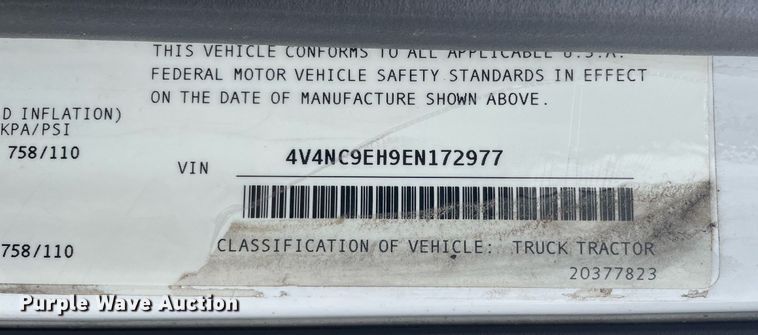 THIS VEHICLE CONFORMS TO ALL APPLICABLE U.S.A.
FEDERAL MOTOR VEHICLE SAFETY STANDARDS IN EFFECT
ON THE DATE OF MANUFACTURE SHOWN ABOVE.
D INFLATION)
KPA/PSI
758/110
VIN 4V4NC9EH9EN172977
758/110
CLASSIFICATION OF VEHICLE: TRUCK TRACTOR
20377823
Purple Wave Auction